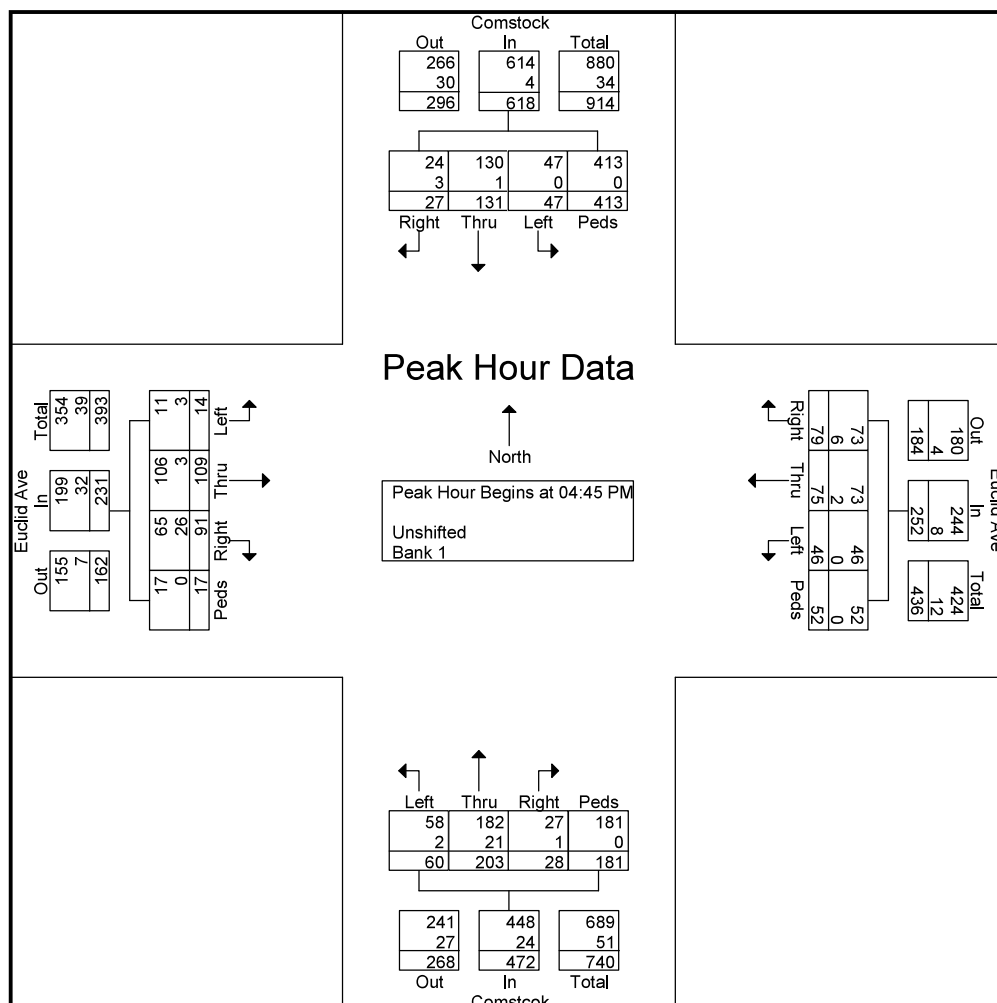 Comstock
Out In Total
266 614 880
30 4 34
296 618 914
24 130 47 413
3 1 0 0
27 131 47 413
Right Thru Left Peds
Peak Hour Data
North
Peak Hour Begins at 04:45 PM
Unshifted
Bank 1
Euclid Ave
Out In Total
155 199 354
7 32 39
162 231 393
17 65 106 11
0 26 3 3
17 91 109 14
Peds Right Thru Left
Euclid Ave
Out In Total
180 244 424
4 8 12
184 252 436
73 73 46 52
6 2 0 0
79 75 46 52
Right Thru Left Peds
Left Thru Right Peds
58 182 27 181
2 21 1 0
60 203 28 181
241 448 689
27 24 51
268 472 740
Out In Total
Comstcok